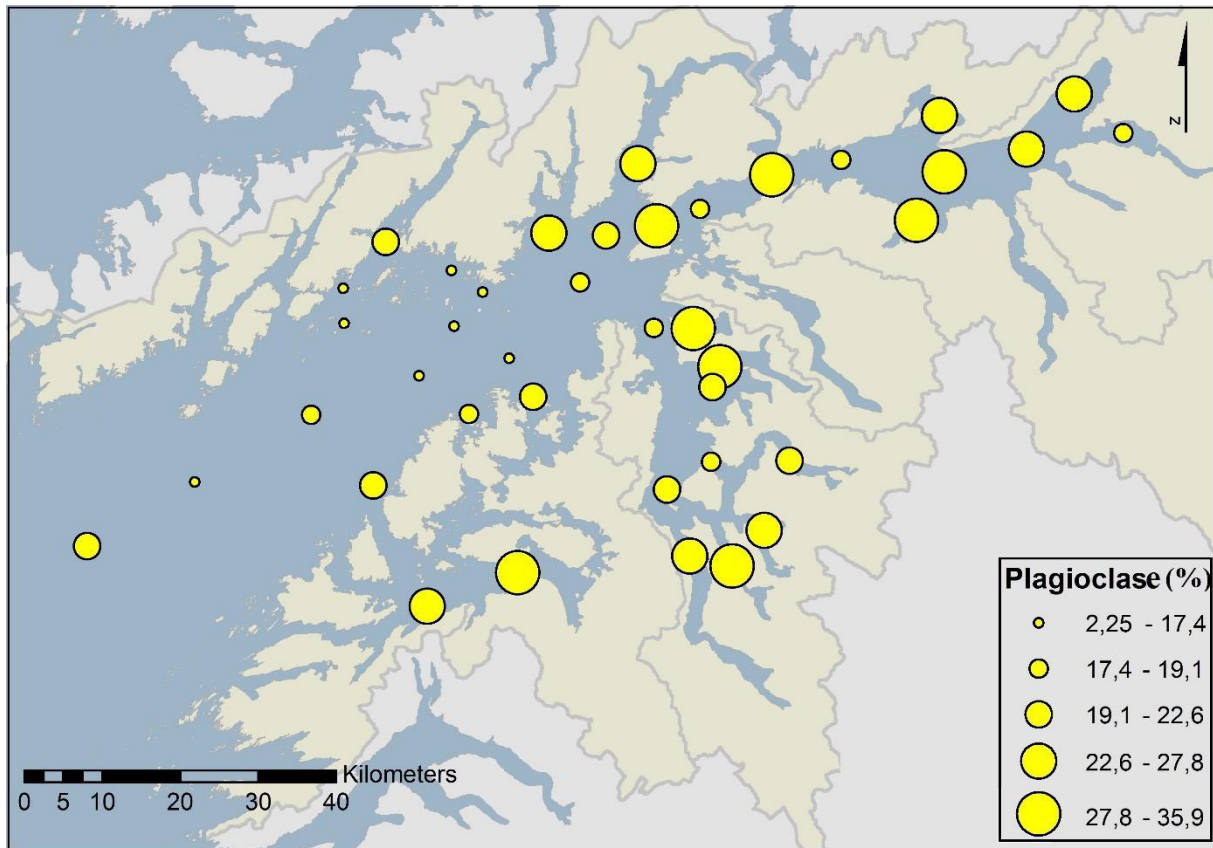 N
Plagioclase (%)
2,25 - 17,4
17,4 - 19,1
19,1 - 22,6
22,6 - 27,8
27,8 - 35,9
Kilometers
0 5 10 20 30 40